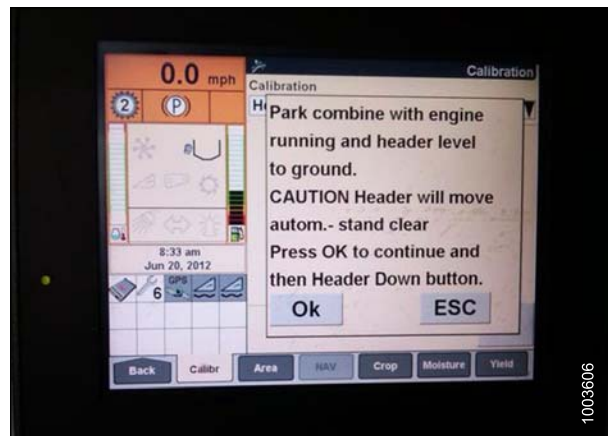 0.0 mph
Calibration
Calibration
2
P
He
Park combine with engine
running and header level
to ground.
CAUTION Header will move
autom.- stand clear
Press OK to continue and
then Header Down button.
Ok
ESC
8:33 am
Jun 20, 2012
6
GPS
Back
Calibr
Area
NAV
Crop
Moisture
Yield
1003606